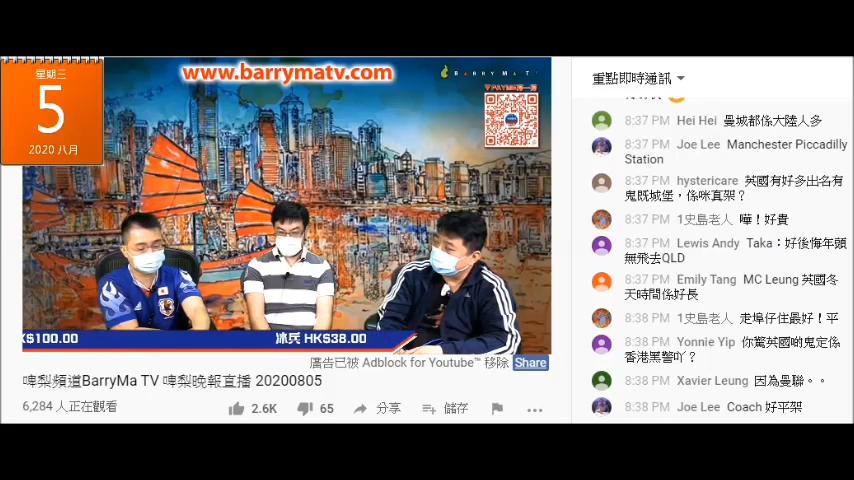 星期三
5
2020 八月
www.barrymatv.com
BARRYMATV
K$100.00
冰兵 HK$38.00
廣告已被 Adblock for Youtube™ 移除 Share
啤梨頻道BarryMa TV 啤梨晚報直播 20200805
6,284 人正在觀看
2.6K
65
分享
儲存
重點即時通訊
8:37 PM Hei Hei 曼城都係大陸人多
8:37 PM Joe Lee Manchester Piccadilly
Station
8:37 PM hystericare 英國有好多出名有
鬼既城堡，係咪真架？
8:37 PM 1史島老人 嘩！好貴
8:37 PM Lewis Andy Taka：好後悔年頭
無飛去QLD
8:37 PM Emily Tang MC Leung 英國冬
天時間係好長
8:38 PM 1史島老人 走埠仔住最好！平
8:38 PM Yonnie Yip 你驚英國啲鬼定係
香港黑警吖？
8:38 PM Xavier Leung 因為曼聯。。
8:38 PM Joe Lee Coach 好平架